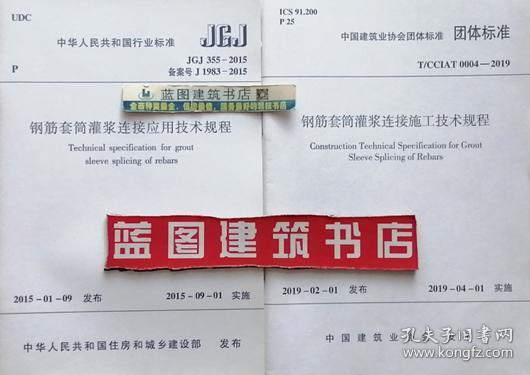 UDC
中华人民共和国行业标准
JGJ
JGJ 355-2015
P
备案号 J 1983-2015
蓝图建筑书店
钢筋套筒灌浆连接应用技术规程
Technical specification for grout
sleeve splicing of rebars
2015-01-09 发布
2015-09-01 实施
中华人民共和国住房和城乡建设部 发布
ICS 91.200
P 25
中国建筑业协会团体标准 团体标准
T/CCIAT 0004—2019
钢筋套筒灌浆连接施工技术规程
Construction Technical Specification for Grout
Sleeve Splicing of Rebars
蓝图建筑书店
2019-02-01 发布
2019-04-01 实施
中国建筑业
孔夫子旧书网
www.kongfz.com